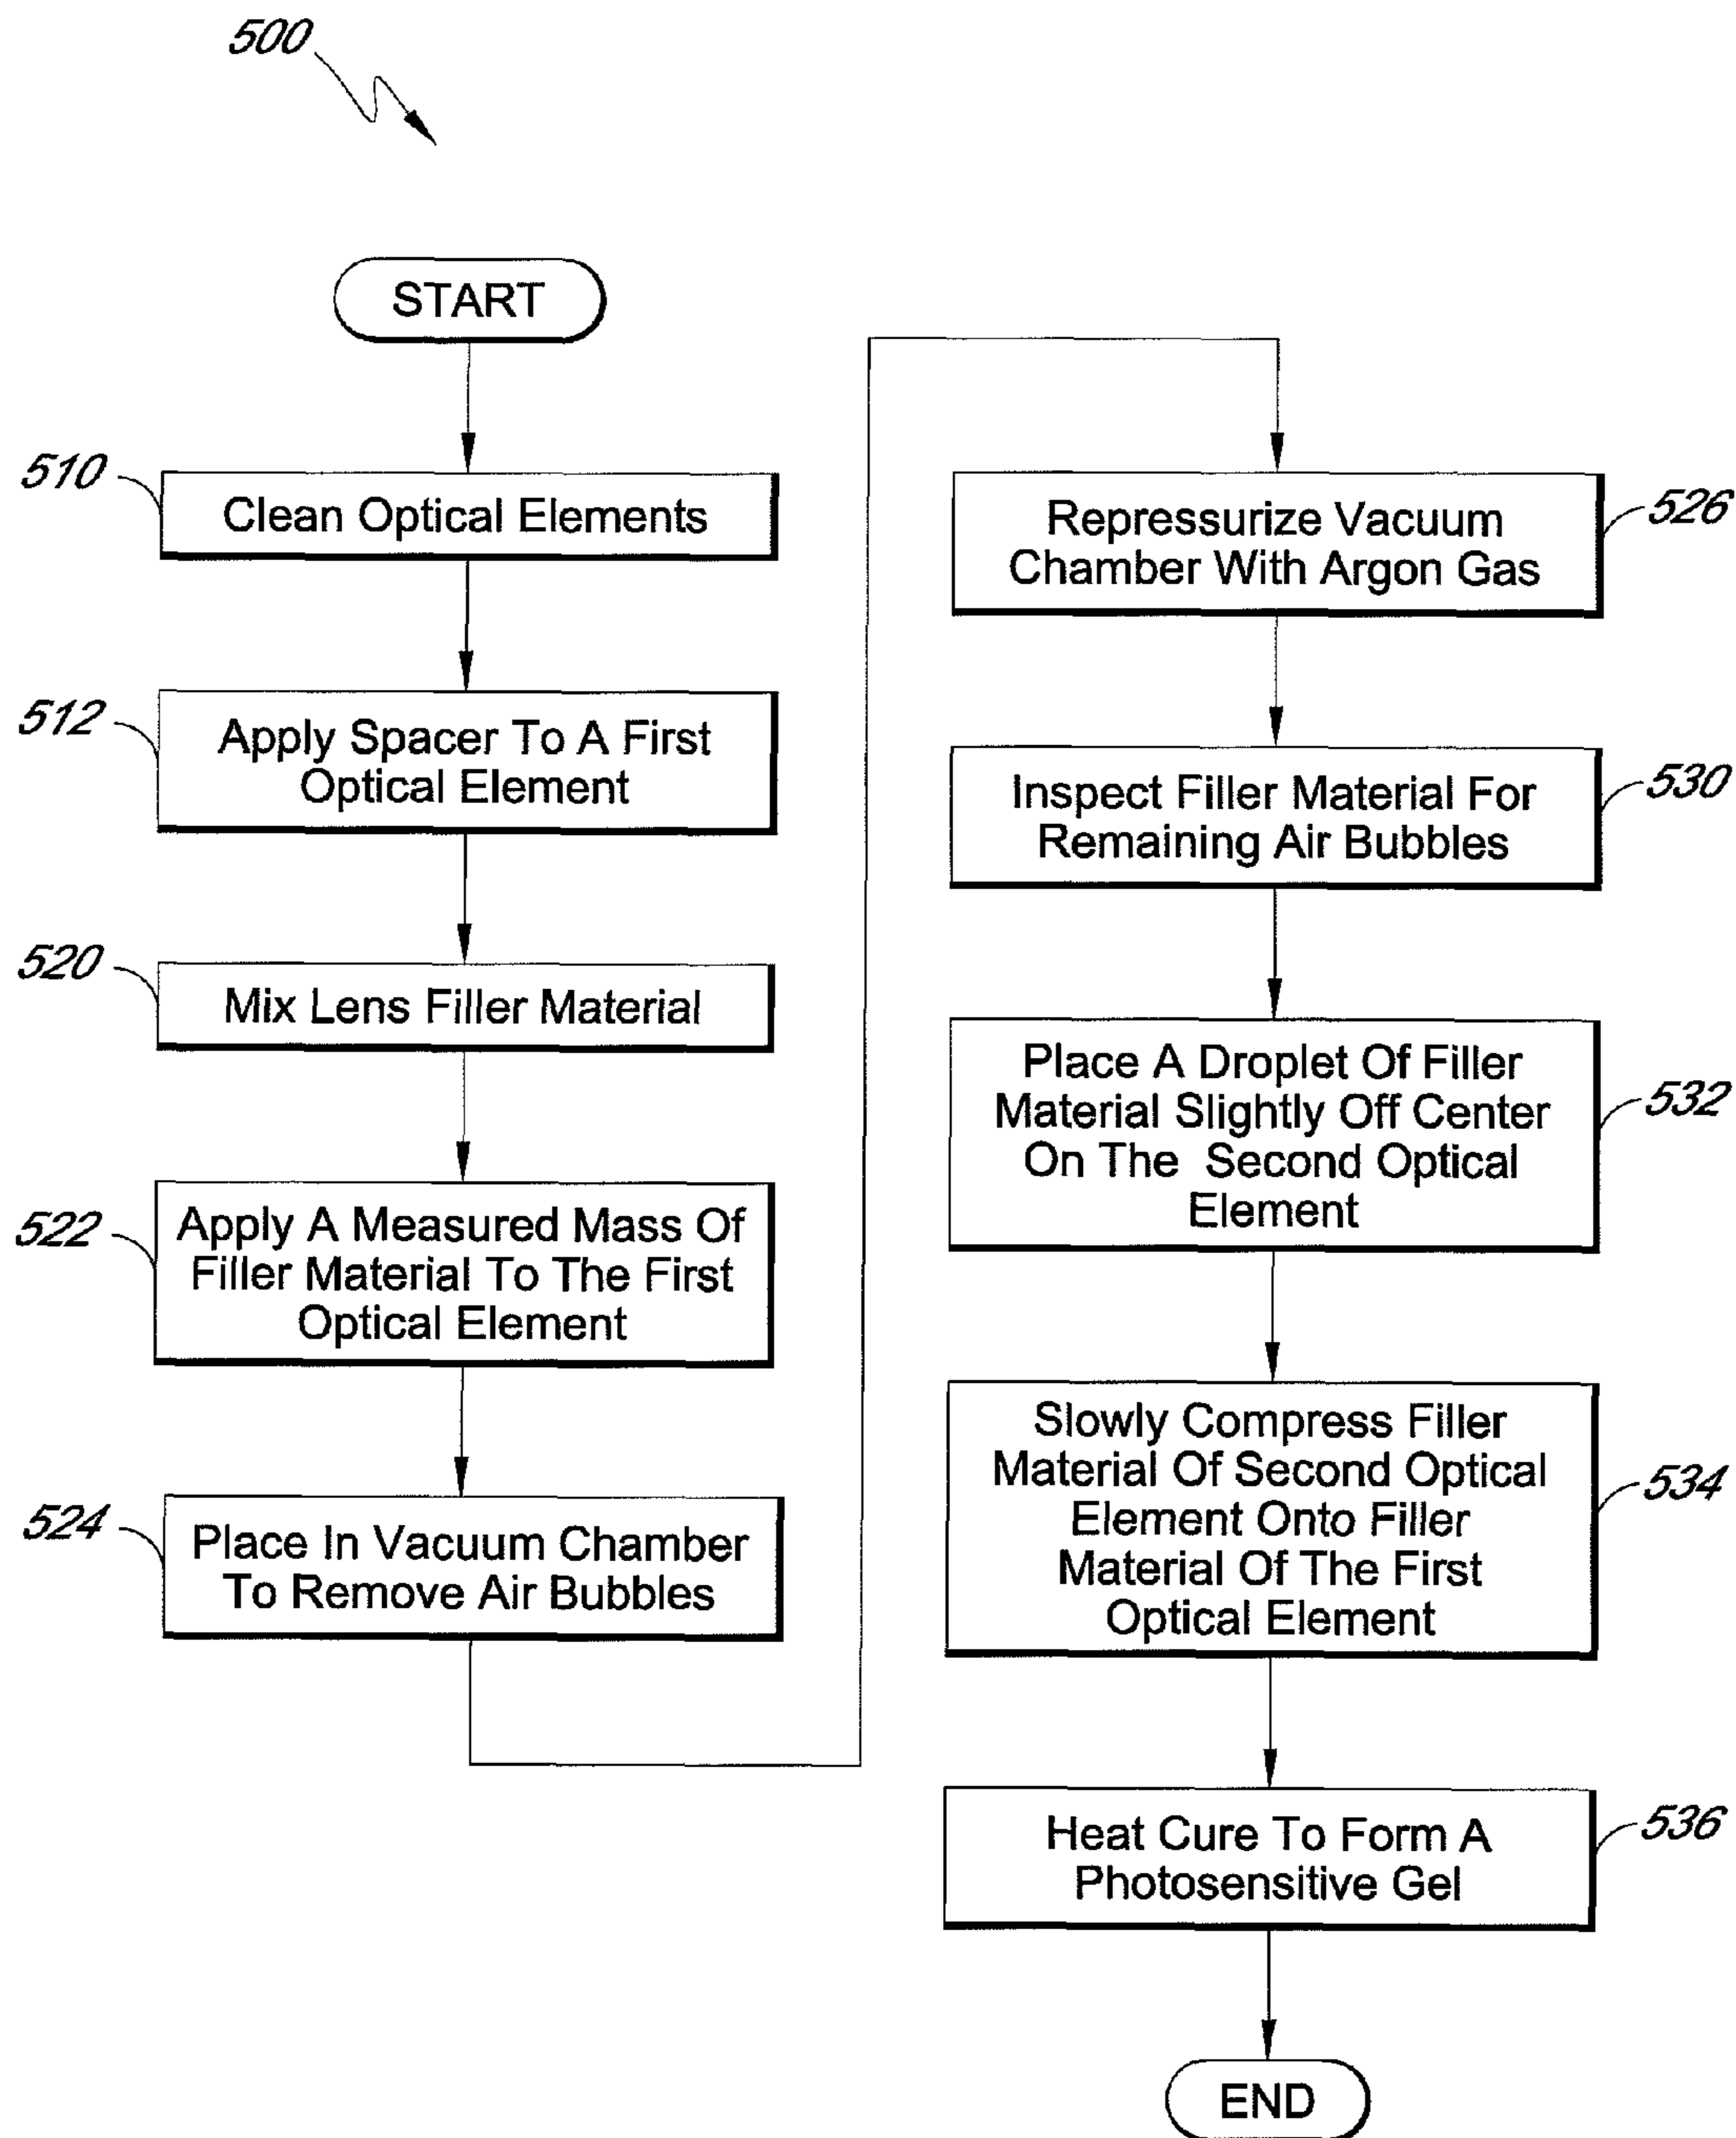 500
START
510
Clean Optical Elements
512
Apply Spacer To A First
Optical Element
520
Mix Lens Filler Material
522
Apply A Measured Mass Of
Filler Material To The First
Optical Element
524
Place In Vacuum Chamber
To Remove Air Bubbles
Repressurize Vacuum
Chamber With Argon Gas
526
Inspect Filler Material For
Remaining Air Bubbles
530
Place A Droplet Of Filler
Material Slightly Off Center
On The Second Optical
Element
532
Slowly Compress Filler
Material Of Second Optical
Element Onto Filler
Material Of The First
Optical Element
534
Heat Cure To Form A
Photosensitive Gel
536
END